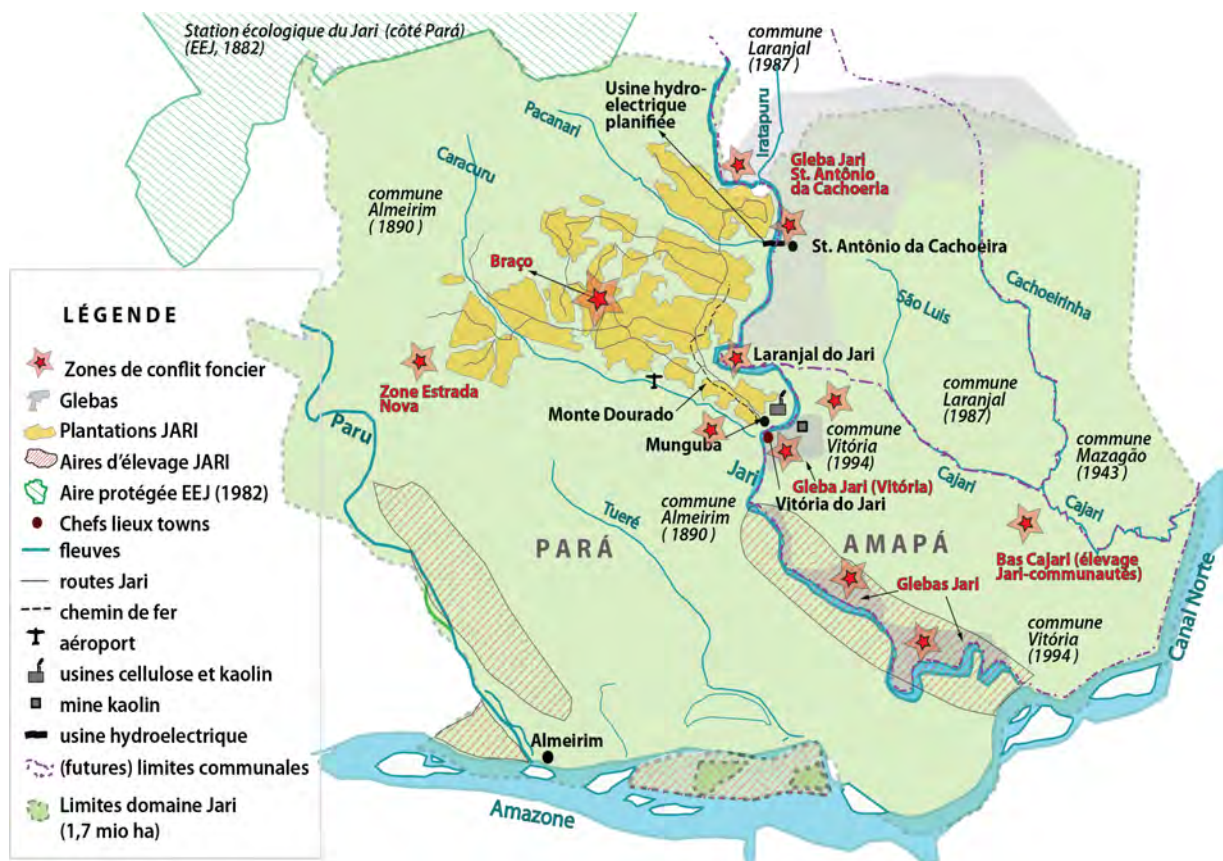 Station écologique du Jari (côté Pará)
(EEJ, 1882)
commune
Laranjal
(1987 )
Usine hydro-
electrique
planifiée
Pacanari
Iratapuru
Caracuru
Gleba Jari
St. Antônio
da Cachoeria
commune
Almeirim
( 1890 )
St. Antônio da Cachoeira
Braço
São Luís
Cachoeirinha
LÉGENDE
Zones de conflit foncier
Glebas
Plantations JARI
Aires d'élevage JARI
Aire protégée EEJ (1982)
Chefs lieux towns
fleuves
routes Jari
chemin de fer
aéroport
usines cellulose et kaolin
mine kaolin
usine hydroelectrique
(futures) limites communales
Limites domaine Jari
(1,7 mio ha)
Laranjal do Jari
Zone Estrada
Nova
commune
Laranjal
(1987)
Monte Dourado
Paru
Munguba
commune
Vitória
(1994)
commune
Mazagão
(1943)
Jari
Gleba Jari (Vitória)
Cajari
Vitória do Jari
commune
Almeirim
(1890)
Tueré
Cajari
PARÁ
AMAPÁ
Bas Cajari (élevage
Jari-communautés)
Glebas Jari
commune
Vitória
(1994 )
Canal Norte
Almeirim
Amazone